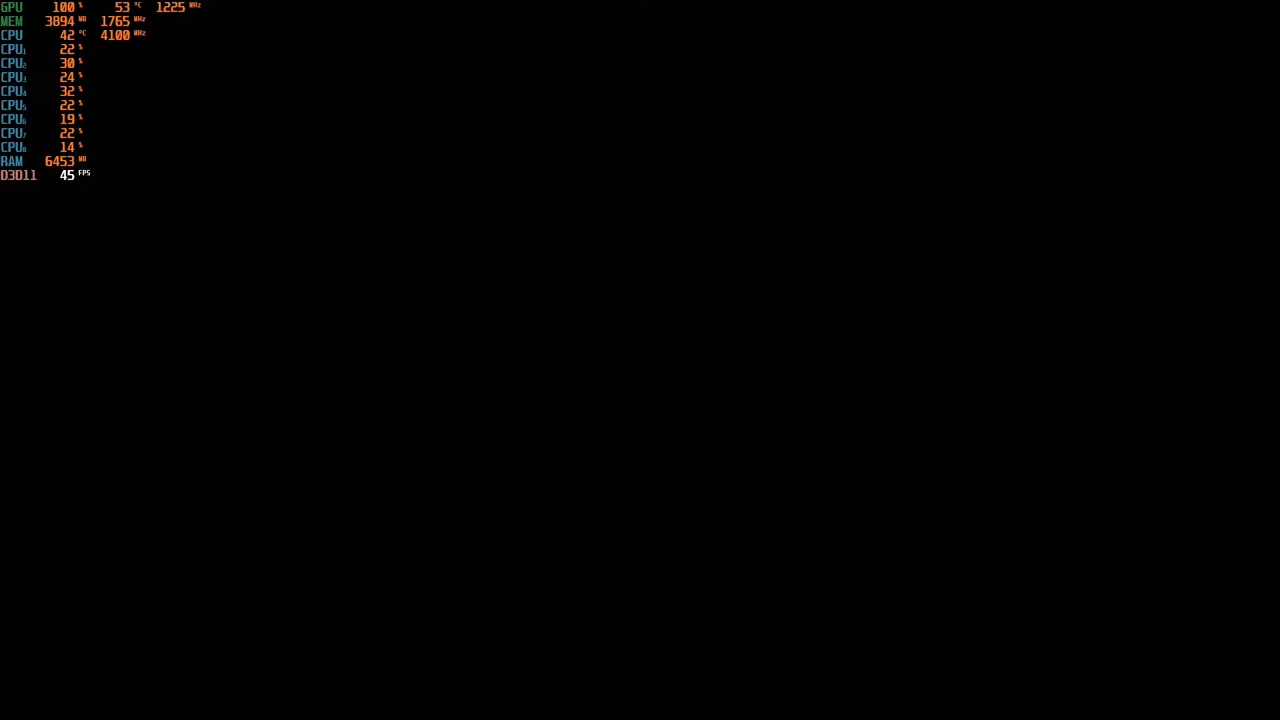 GPU 100 % 53 °C 1225 MHz
MEM 3894 MB 1765 MHz
CPU 42 °C 4100 MHz
CPU1 22 %
CPU2 30 %
CPU3 24 %
CPU4 32 %
CPU5 22 %
CPU6 19 %
CPU7 22 %
CPU8 14 %
RAM 6453 MB
D3D11 45 FPS